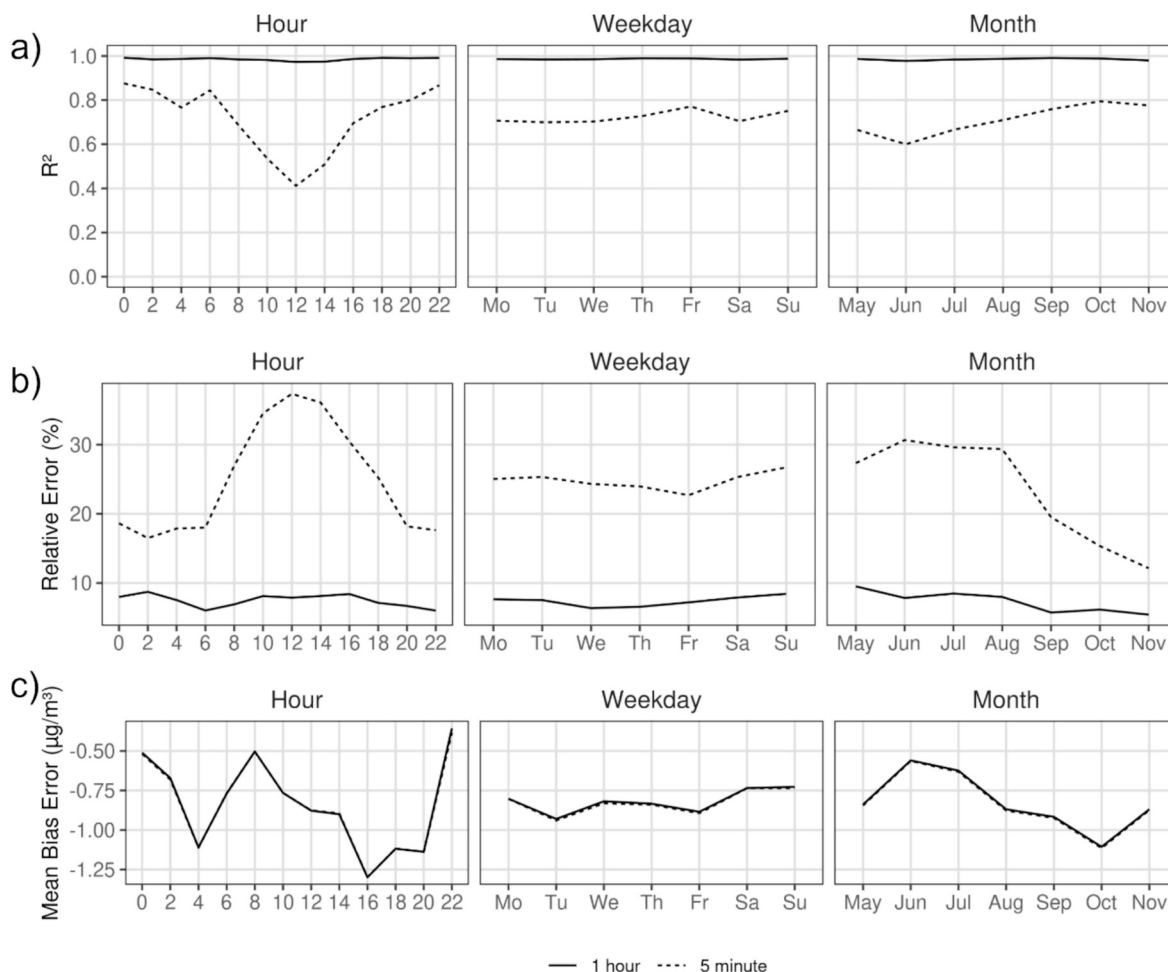 Hour Weekday Month
a)
1.0
0.8
0.6
0.4
0.2
0.0
R²
0 2 4 6 8 10 12 14 16 18 20 22 Mo Tu We Th Fr Sa Su May Jun Jul Aug Sep Oct Nov
Hour Weekday Month
b)
30
20
10
Relative Error (%)
0 2 4 6 8 10 12 14 16 18 20 22 Mo Tu We Th Fr Sa Su May Jun Jul Aug Sep Oct Nov
c)
Hour Weekday Month
-0.50
-0.75
-1.00
-1.25
Mean Bias Error (µg/m³)
0 2 4 6 8 10 12 14 16 18 20 22 Mo Tu We Th Fr Sa Su May Jun Jul Aug Sep Oct Nov
1 hour 5 minute